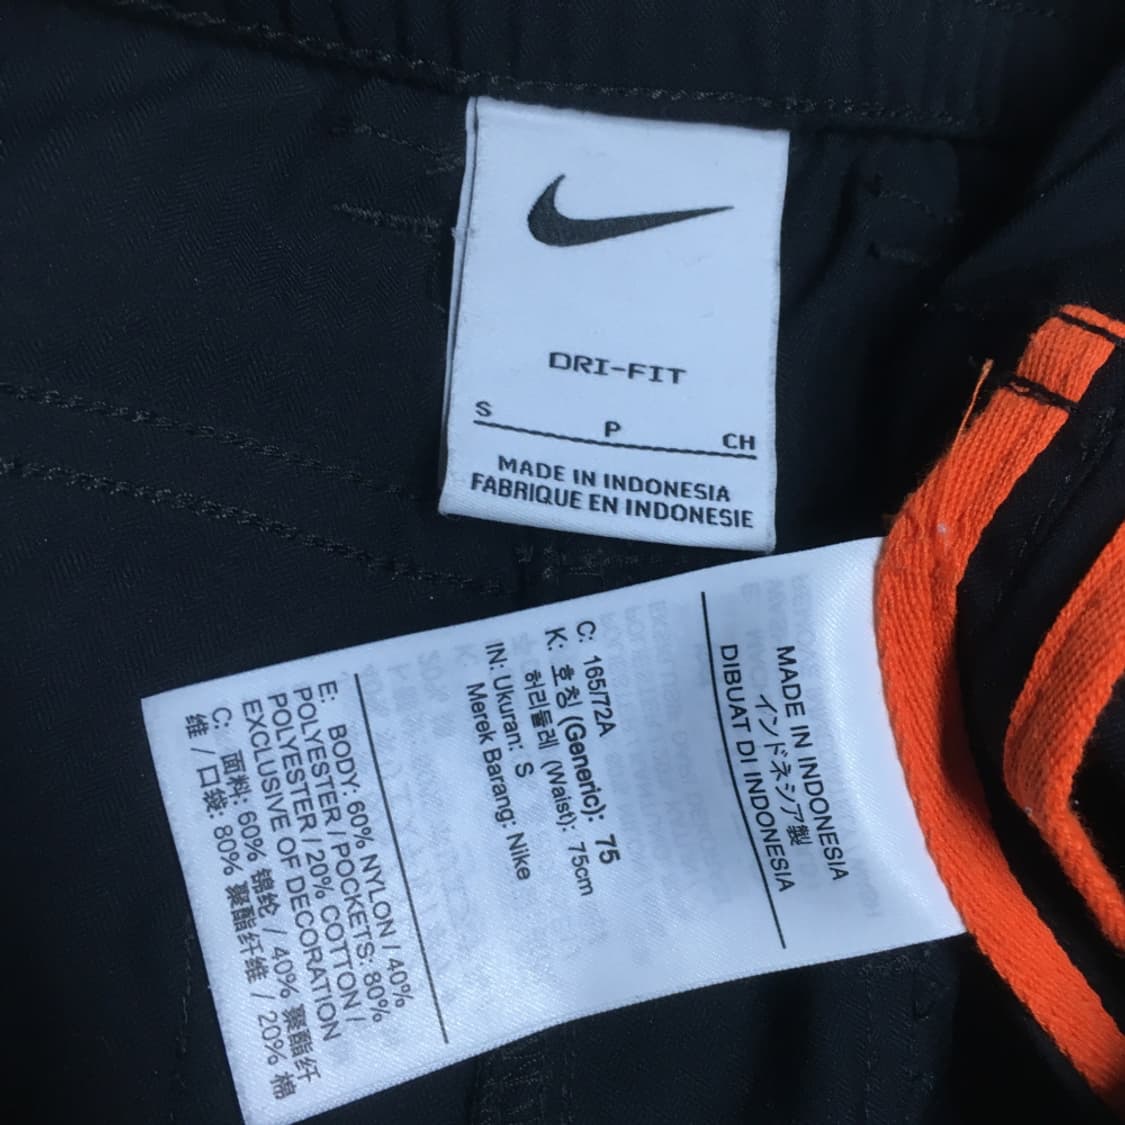 DRI-FIT
S P CH
MADE IN INDONESIA
FABRIQUE EN INDONESIE
MADE IN INDONESIA
インドネシア製
DIBUAT DI INDONESIA
C: 165/72A
K: 호칭 (Generic): 75
허리둘레 (Waist): 75cm
IN: Ukuran: S
Merek Barang: Nike
E: BODY: 60% NYLON / 40%
POLYESTER / POCKETS: 80%
POLYESTER / 20% COTTON /
EXCLUSIVE OF DECORATION
C: 面料: 60% 锦纶 / 40% 聚酯纤
维 / 口袋: 80% 聚酯纤维 / 20% 棉